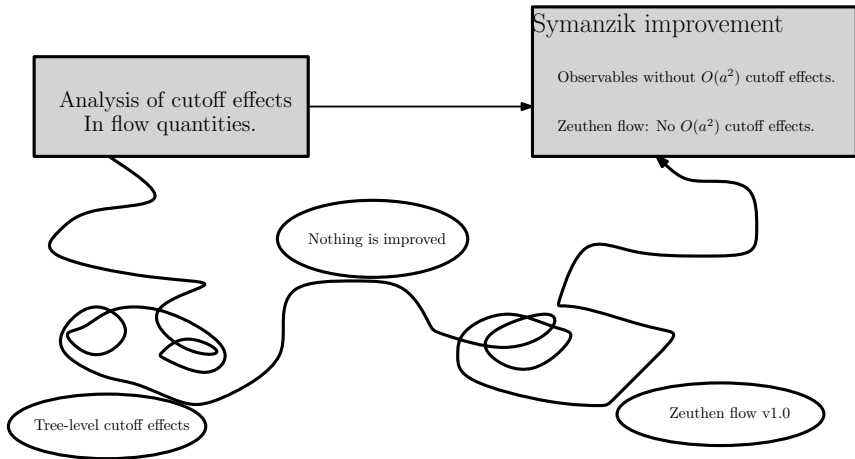 Symanzik improvement
Analysis of cutoff effects
In flow quantities.
Observables without O(a²) cutoff effects.
Zeuthen flow: No O(a²) cutoff effects.
Nothing is improved
Tree-level cutoff effects
Zeuthen flow v1.0